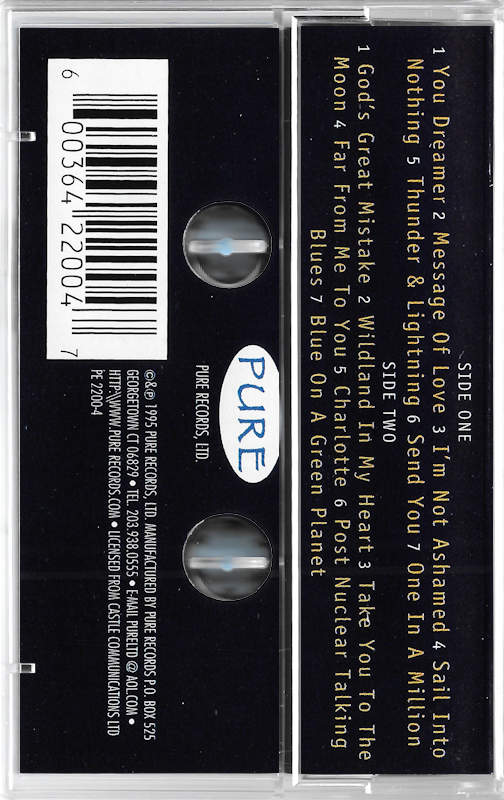 SIDE ONE
1 You Dreamer 2 Message Of Love 3 I'm Not Ashamed 4 Sail Into
Nothing 5 Thunder & Lightning 6 Send You 7 One In A Million
SIDE TWO
1 God's Great Mistake 2 Wildland In My Heart 3 Take You To The
Moon 4 Far From Me To You 5 Charlotte 6 Post Nuclear Talking
Blues 7 Blue On A Green Planet
PURE
PURE RECORDS, LTD.
©&℗ 1995 PURE RECORDS, LTD. MANUFACTURED BY PURE RECORDS P.O. BOX 525
GEORGETOWN CT 06829 • TEL 203.938.0555 • E-MAIL PURELTD @ AOL.COM •
HTTP:\\WWW PURE RECORDS.COM • LICENSED FROM CASTLE COMMUNICATIONS LTD
PE 2200-4
6 00364 22004 7